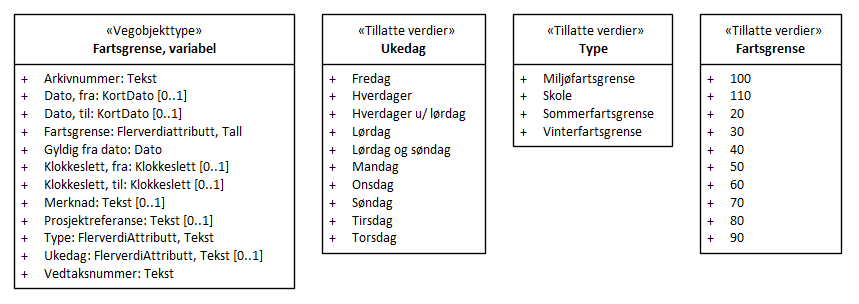 «Vegobjekttype»
Fartsgrense, variabel
+ Arkivnummer: Tekst
+ Dato, fra: KortDato [0..1]
+ Dato, til: KortDato [0..1]
+ Fartsgrense: Flerverdiattributt, Tall
+ Gyldig fra dato: Dato
+ Klokkeslett, fra: Klokkeslett [0..1]
+ Klokkeslett, til: Klokkeslett [0..1]
+ Merknad: Tekst [0..1]
+ Prosjektreferanse: Tekst [0..1]
+ Type: FlerverdiAttributt, Tekst
+ Ukedag: FlerverdiAttributt, Tekst [0..1]
+ Vedtaksnummer: Tekst
«Tillatte verdier»
Ukedag
+ Fredag
+ Hverdager
+ Hverdager u/ lørdag
+ Lørdag
+ Lørdag og søndag
+ Mandag
+ Onsdag
+ Søndag
+ Tirsdag
+ Torsdag
«Tillatte verdier»
Type
+ Miljøfartsgrense
+ Skole
+ Sommerfartsgrense
+ Vinterfartsgrense
«Tillatte verdier»
Fartsgrense
+ 100
+ 110
+ 20
+ 30
+ 40
+ 50
+ 60
+ 70
+ 80
+ 90